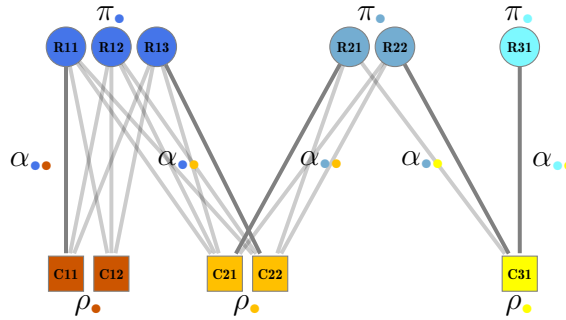 π● π● π●
R11 R12 R13 R21 R22 R31
α●● α●● α●● α●● α●●
C11 C12 C21 C22 C31
ρ● ρ● ρ●